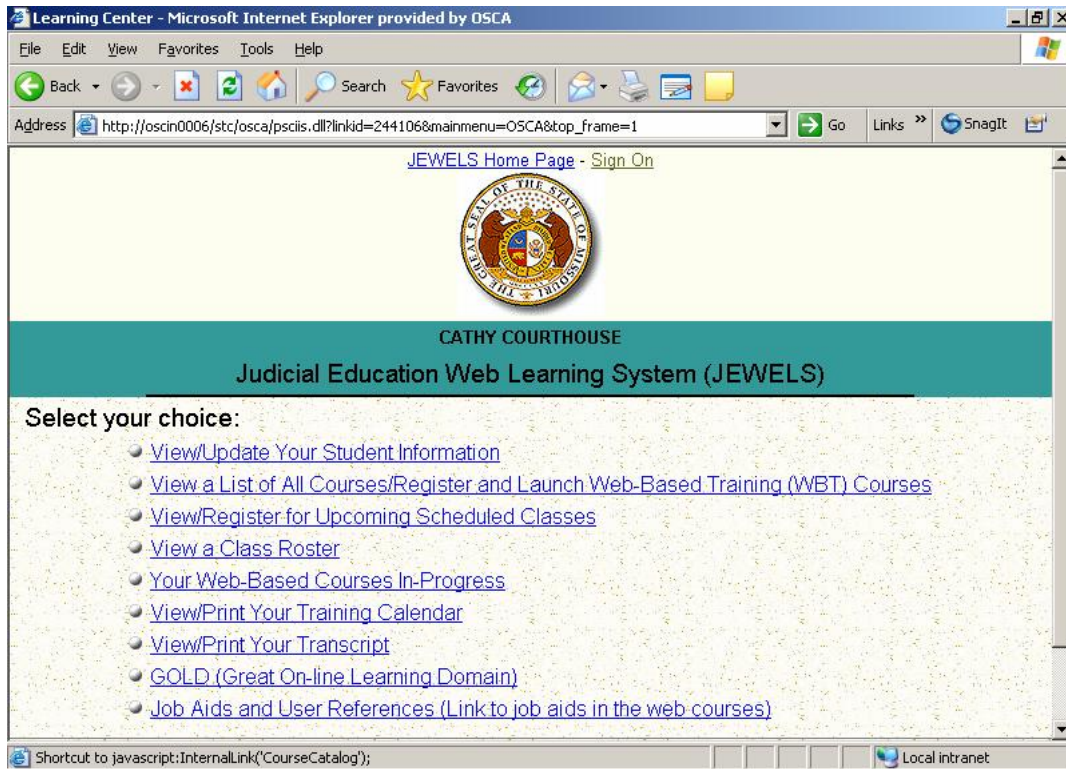 Learning Center - Microsoft Internet Explorer provided by OSCA
File Edit View Favorites Tools Help
Back Search Favorites
Address http://oscin0006/stc/osca/psciis.dll?linkid=244106&mainmenu=OSCA&top_frame=1 Go Links » SnagIt
JEWELS Home Page - Sign On
THE GREAT SEAL OF THE STATE OF MISSOURI
CATHY COURTHOUSE
Judicial Education Web Learning System (JEWELS)
Select your choice:
View/Update Your Student Information
View a List of All Courses/Register and Launch Web-Based Training (WBT) Courses
View/Register for Upcoming Scheduled Classes
View a Class Roster
Your Web-Based Courses In-Progress
View/Print Your Training Calendar
View/Print Your Transcript
GOLD (Great On-line Learning Domain)
Job Aids and User References (Link to job aids in the web courses)
Shortcut to javascript:InternalLink('CourseCatalog'); Local intranet